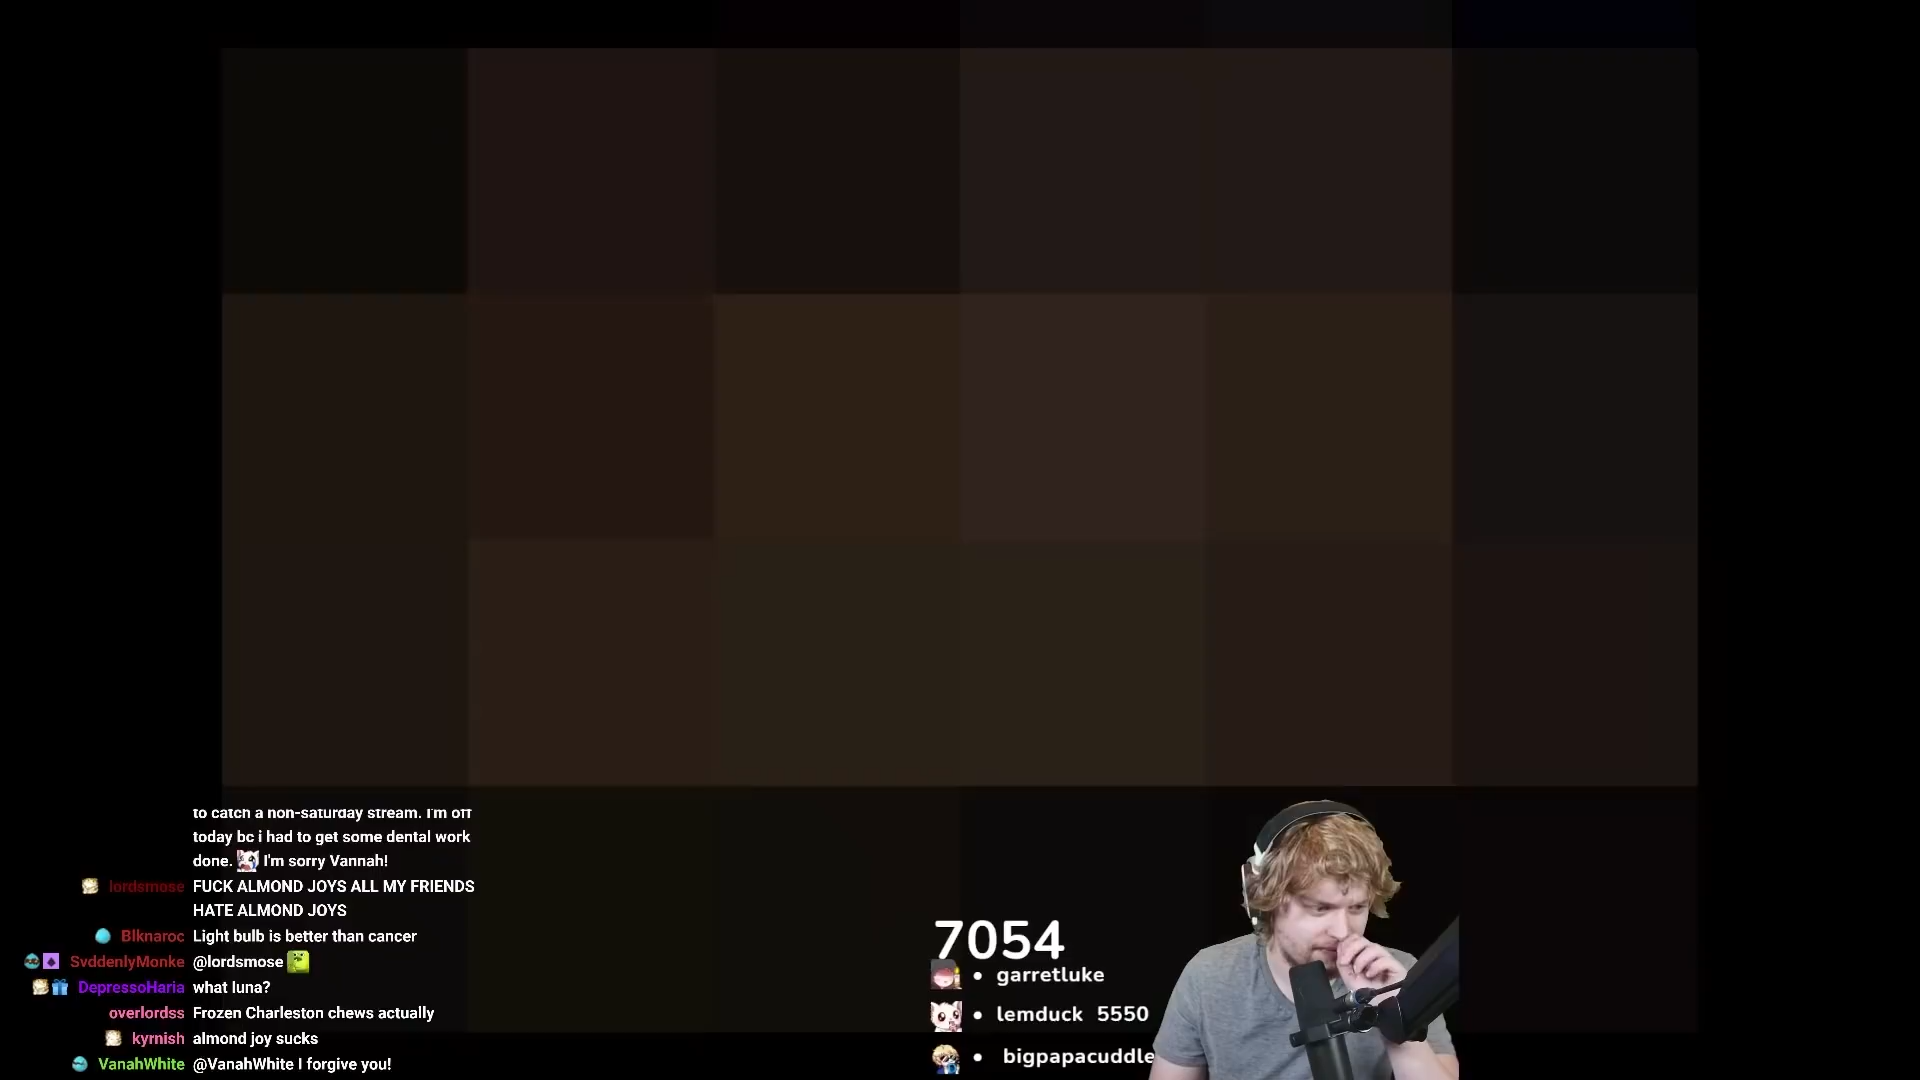 to catch a non-saturday stream. I'm off
today bc i had to get some dental work
done. I'm sorry Vannah!
lordsmose FUCK ALMOND JOYS ALL MY FRIENDS
HATE ALMOND JOYS
Blknaroc Light bulb is better than cancer
SvddenlyMonke @lordsmose
DepressoHaria what luna?
overlordss Frozen Charleston chews actually
kyrnish almond joy sucks
VanahWhite @VanahWhite I forgive you!
7054
• garretluke
• lemduck 5550
• bigpapacuddle